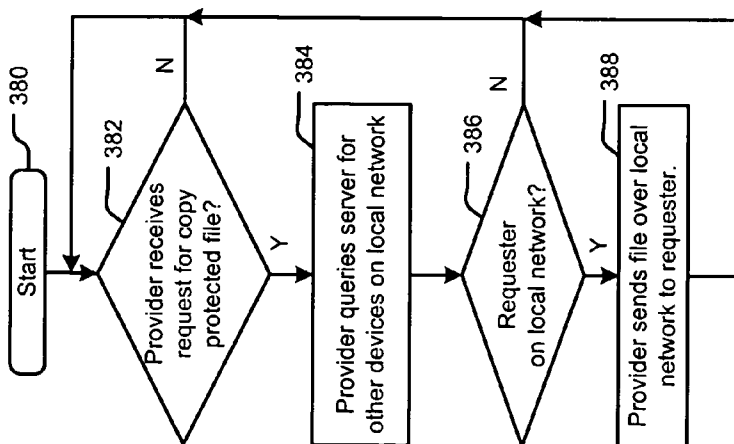 380
Start
382
Provider receives
request for copy
protected file?
N
Y
384
Provider queries server for
other devices on local network
386
Requester
on local network?
N
Y
388
Provider sends file over local
network to requester.